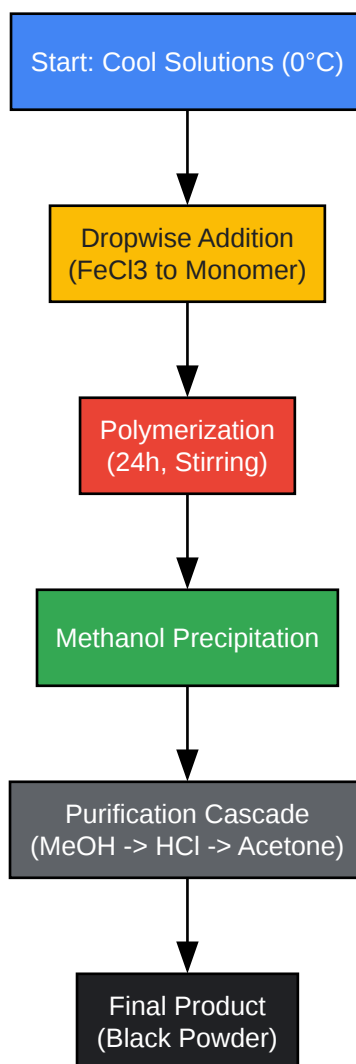 Start: Cool Solutions (0°C)
Dropwise Addition
(FeCl3 to Monomer)
Polymerization
(24h, Stirring)
Methanol Precipitation
Purification Cascade
(MeOH -> HCl -> Acetone)
Final Product
(Black Powder)